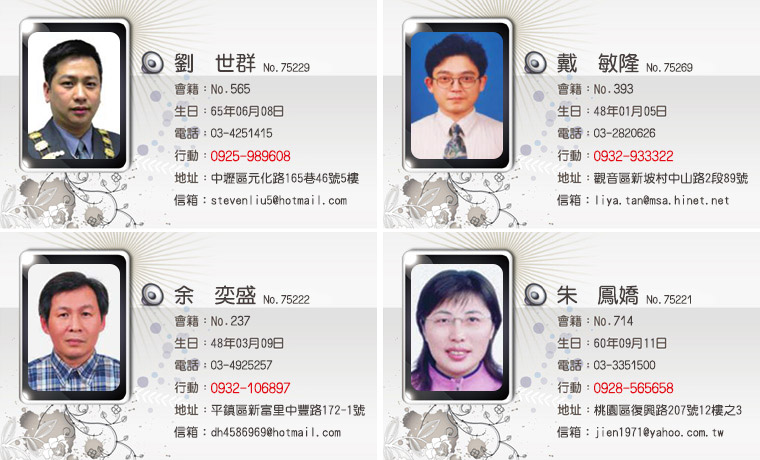 劉 世群 No.75229
會籍：No.565
生日：65年06月08日
電話：03-4251415
行動：0925-989608
地址：中壢區元化路165巷46號5樓
信箱：stevenliu5@hotmail.com
戴 敏隆 No.75269
會籍：No.393
生日：48年01月05日
電話：03-2820626
行動：0932-933322
地址：觀音區新坡村中山路2段89號
信箱：liya.tan@msa.hinet.net
余 奕盛 No.75222
會籍：No.237
生日：48年03月09日
電話：03-4925257
行動：0932-106897
地址：平鎮區新富里中豐路172-1號
信箱：dh4586969@hotmail.com
朱 鳳嬌 No.75221
會籍：No.714
生日：60年09月11日
電話：03-3351500
行動：0928-565658
地址：桃園區復興路207號12樓之3
信箱：jien1971@yahoo.com.tw